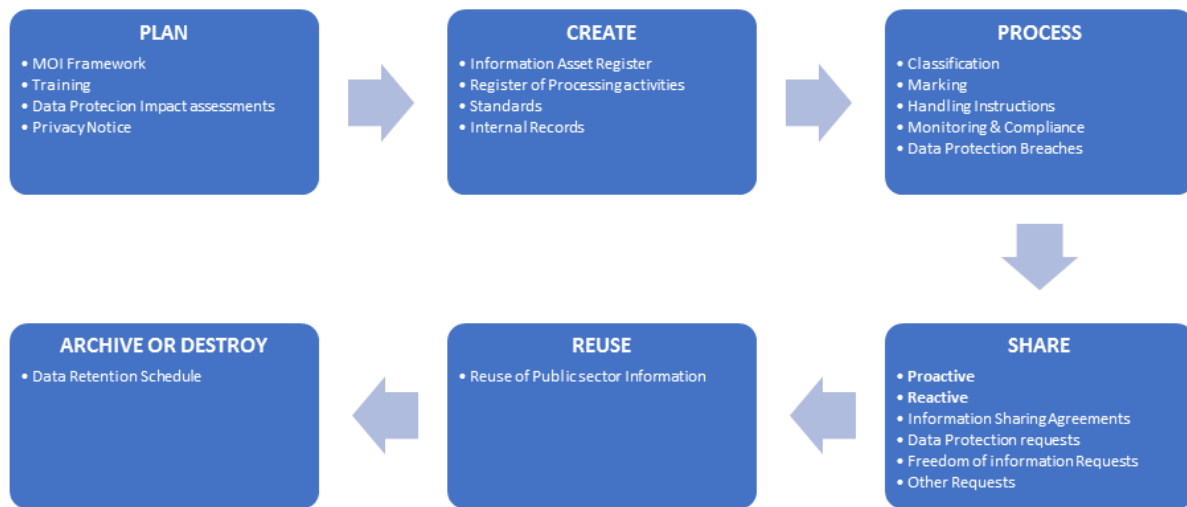 PLAN
• MOI Framework
• Training
• Data Protecion Impact assessments
• Privacy Notice
CREATE
• Information Asset Register
• Register of Processing activities
• Standards
• Internal Records
PROCESS
• Classification
• Marking
• Handling Instructions
• Monitoring & Compliance
• Data Protection Breaches
SHARE
• Proactive
• Reactive
• Information Sharing Agreements
• Data Protection requests
• Freedom of information Requests
• Other Requests
REUSE
• Reuse of Public sector Information
ARCHIVE OR DESTROY
• Data Retention Schedule